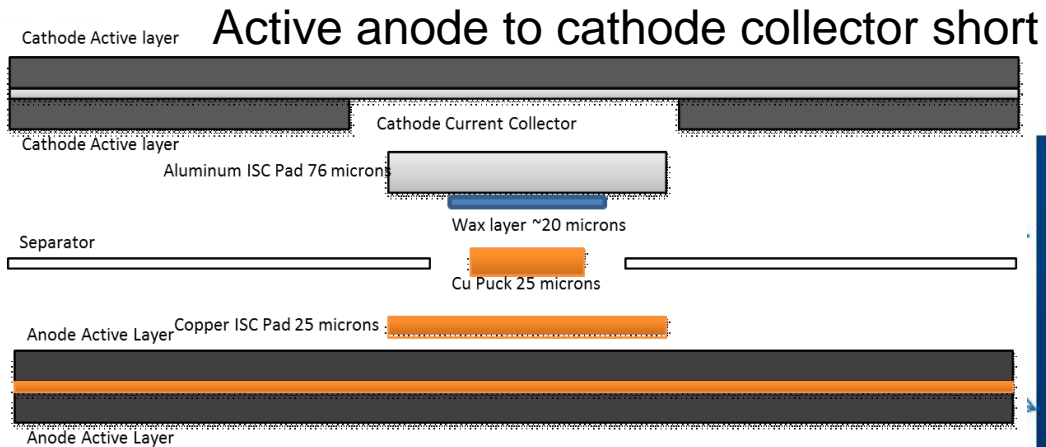 Active anode to cathode collector short
Cathode Active layer
Cathode Current Collector
Cathode Active layer
Aluminum ISC Pad 76 microns
Wax layer ~20 microns
Separator
Cu Puck 25 microns
Copper ISC Pad 25 microns
Anode Active Layer
Anode Active Layer